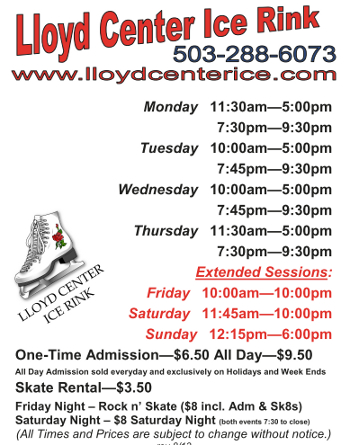 Lloyd Center Ice Rink
503-288-6073
www.lloydcenterice.com
Monday 11:30am—5:00pm
7:30pm—9:30pm
Tuesday 10:00am—5:00pm
7:45pm—9:30pm
Wednesday 10:00am—5:00pm
7:45pm—9:30pm
Thursday 11:30am—5:00pm
7:30pm—9:30pm
Extended Sessions:
Friday 10:00am—10:00pm
Saturday 11:45am—10:00pm
Sunday 12:15pm—6:00pm
LLOYD CENTER
ICE RINK
One-Time Admission—$6.50 All Day—$9.50
All Day Admission sold everyday and exclusively on Holidays and Week Ends
Skate Rental—$3.50
Friday Night – Rock n’ Skate ($8 incl. Adm & Sk8s)
Saturday Night – $8 Saturday Night (both events 7:30 to close)
(All Times and Prices are subject to change without notice.)